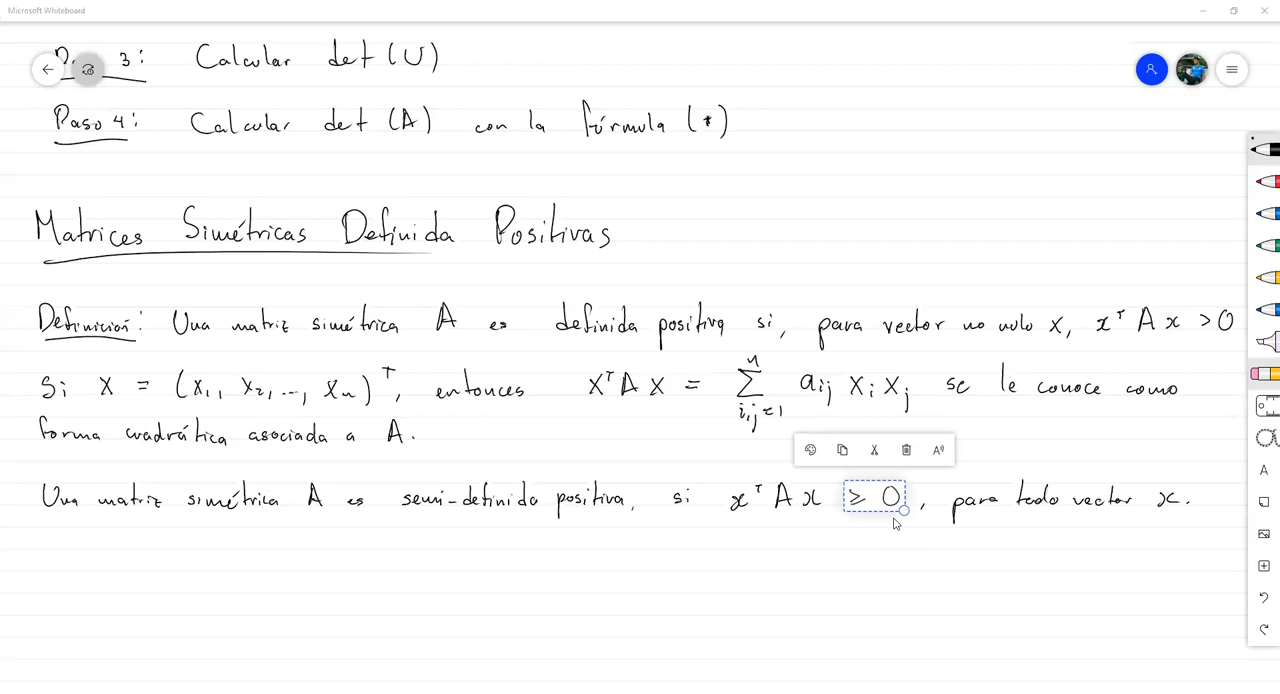 Microsoft Whiteboard
3: Calcular det (U)
Paso 4: Calcular det (A) con la fórmula (*)
Matrices Simétricas Definida Positivas
Definición: Una matriz simétrica A es definida positiva si, para vector no nulo x, xᵀ A x > 0
Si X = (x₁, x₂, ..., xₙ)ᵀ, entonces XᵀAX = ∑ⁿᵢ,ⱼ₌₁ aᵢⱼ Xᵢ Xⱼ se le conoce como
forma cuadrática asociada a A.
Una matriz simétrica A es semi-definida positiva, si xᵀ A x ≥ 0, para todo vector x.